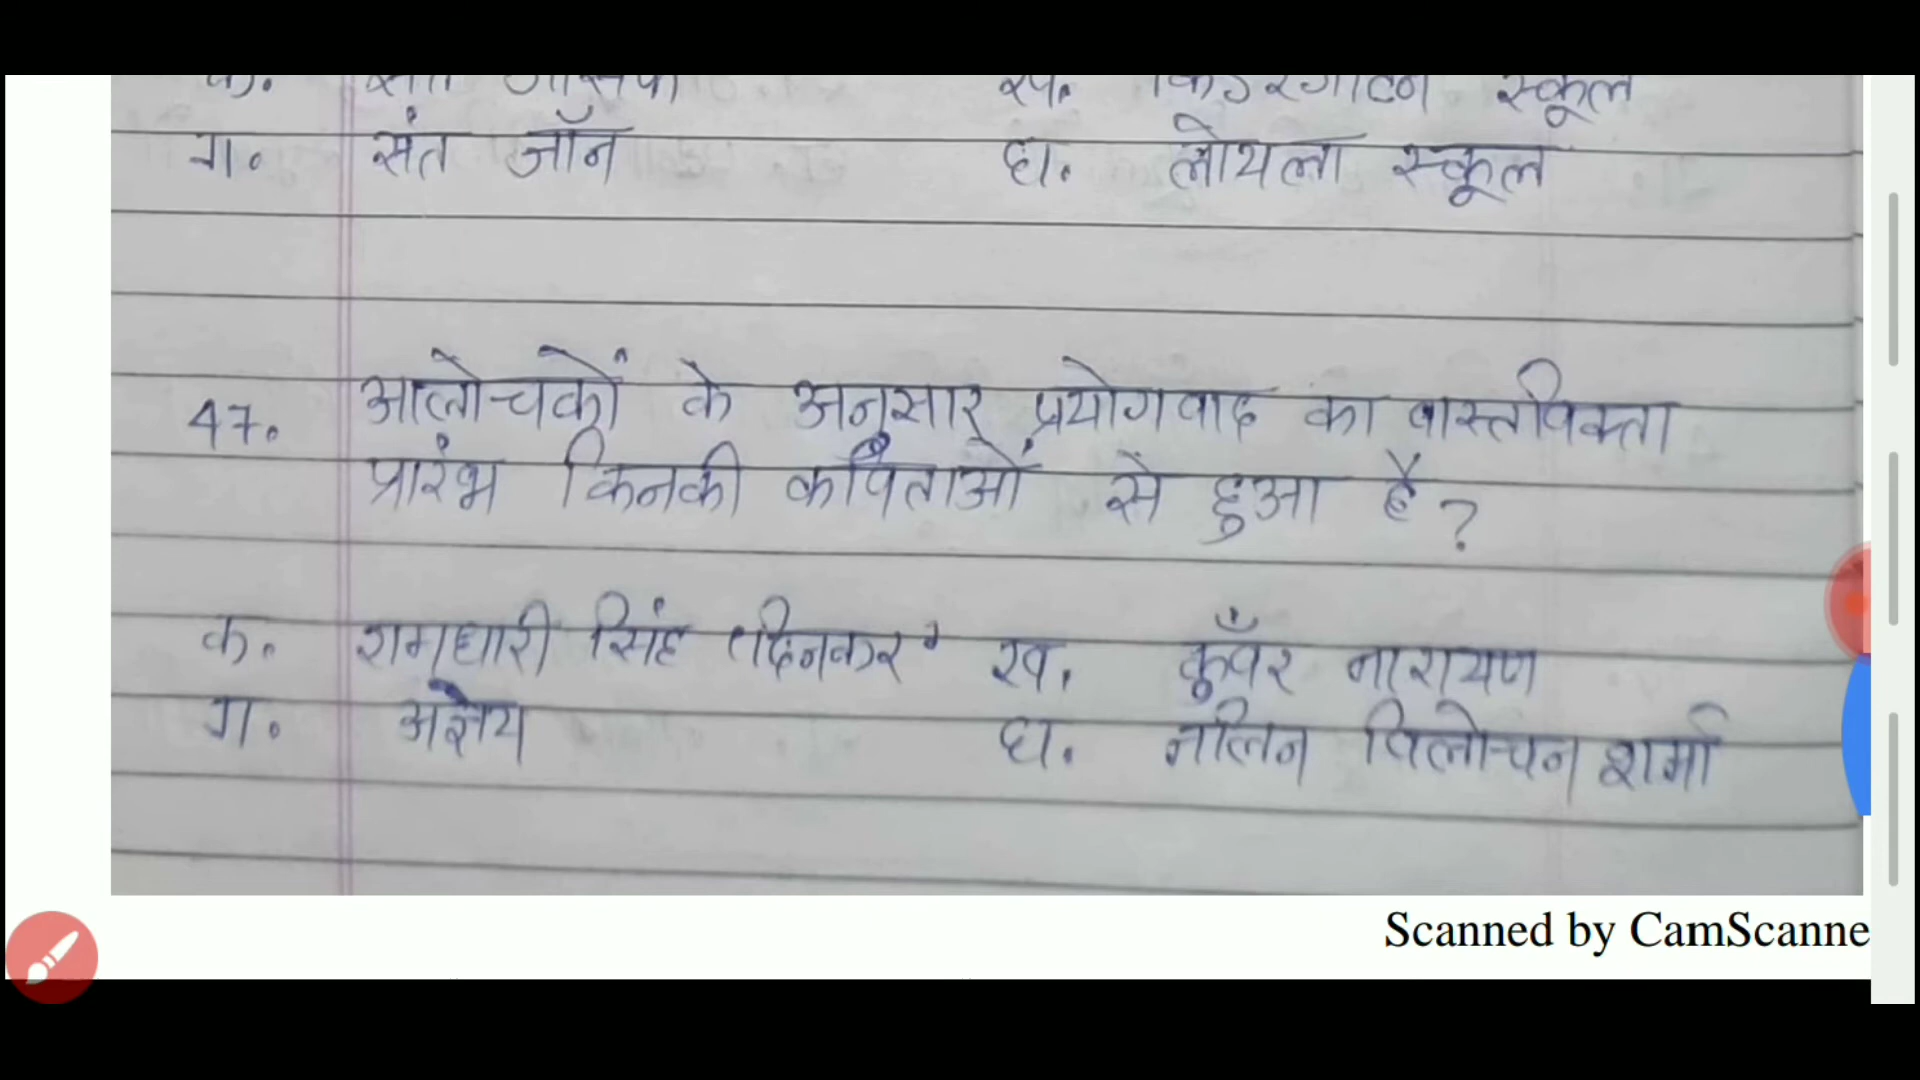 स्कूल
ग. संत जॉन घ. लोयला स्कूल
47. आलोचकों के अनुसार प्रयोगवाद का वास्तविक्ता
प्रारंभ किनकी कविताओं से हुआ है?
क. रामधारी सिंह 'दिनकर' ख. कुँवर नारायण
ग. अज्ञेय घ. नलिन विलोचन शर्मा
Scanned by CamScanne